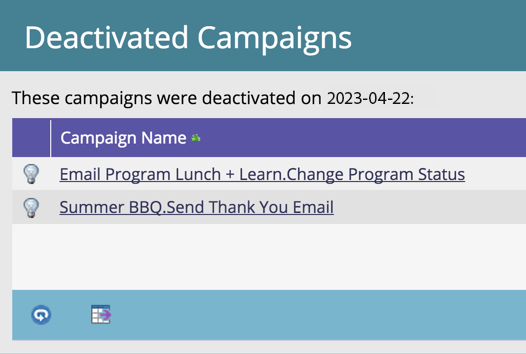 Deactivated Campaigns
These campaigns were deactivated on 2023-04-22:
Campaign Name
Email Program Lunch + Learn.Change Program Status
Summer BBQ.Send Thank You Email